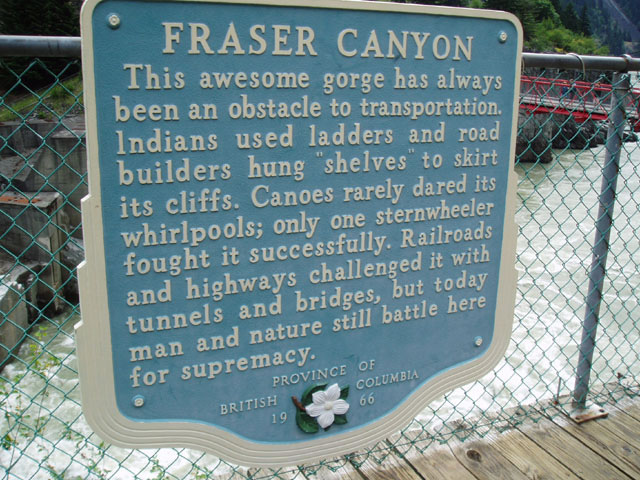 FRASER CANYON
This awesome gorge has always
been an obstacle to transportation.
Indians used ladders and road
builders hung "shelves" to skirt
its cliffs. Canoes rarely dared its
whirlpools; only one sternwheeler
fought it successfully. Railroads
and highways challenged it with
tunnels and bridges, but today
man and nature still battle here
for supremacy.
PROVINCE OF
BRITISH COLUMBIA
19 66